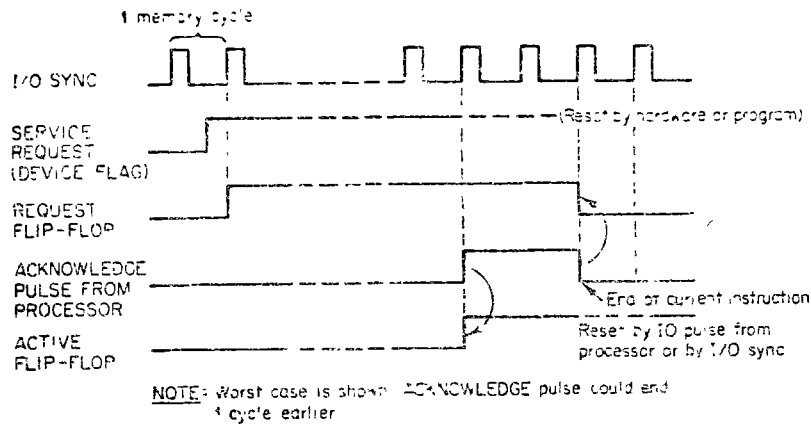 1 memory cycle
I/O SYNC
SERVICE
REQUEST
(DEVICE FLAG)
(Reset by hardware or program)
REQUEST
FLIP-FLOP
ACKNOWLEDGE
PULSE FROM
PROCESSOR
End of current instruction
ACTIVE
FLIP-FLOP
Reset by IO pulse from
processor or by I/O sync
NOTE: Worst case is shown. ACKNOWLEDGE pulse could end
1 cycle earlier